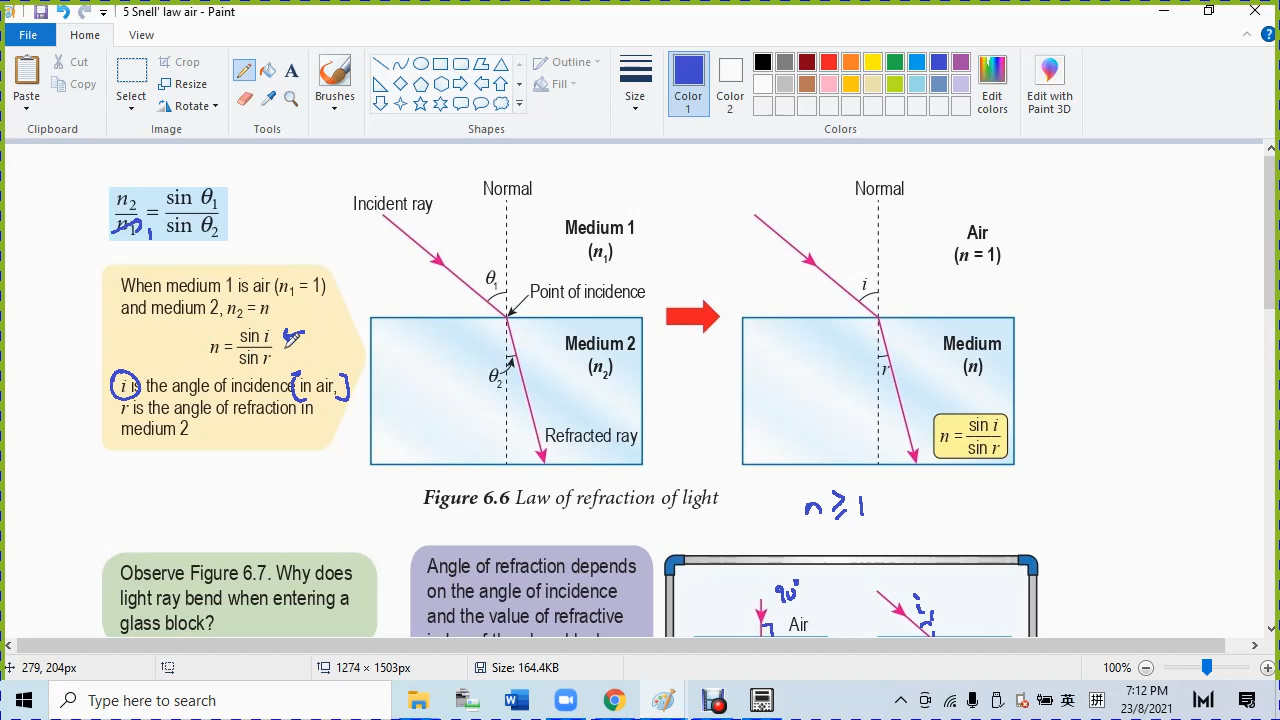 5 Snell' law air - Paint
File
Home
View
Paste
Cut
Copy
Clipboard
Select
Crop
Resize
Rotate
Image
Tools
Brushes
Shapes
Outline
Fill
Size
Color 1
Color 2
Colors
Edit colors
Edit with Paint 3D
n₂/n₁ = sin θ₁/sin θ₂
1
When medium 1 is air (n₁ = 1)
and medium 2, n₂ = n
n = sin i/sin r
i is the angle of incidence in air,
r is the angle of refraction in
medium 2
Normal
Incident ray
Medium 1
(n₁)
θ₁
Point of incidence
Medium 2
(n₂)
θ₂
Refracted ray
Normal
Air
(n = 1)
i
Medium
(n)
r
n = sin i/sin r
Figure 6.6 Law of refraction of light
n ≥ 1
Observe Figure 6.7. Why does
light ray bend when entering a
glass block?
Angle of refraction depends
on the angle of incidence
and the value of refractive
90°
Air
i
279, 204px
1274 × 1503px
Size: 164.4KB
100%
Type here to search
英
拼
7:12 PM
23/8/2021